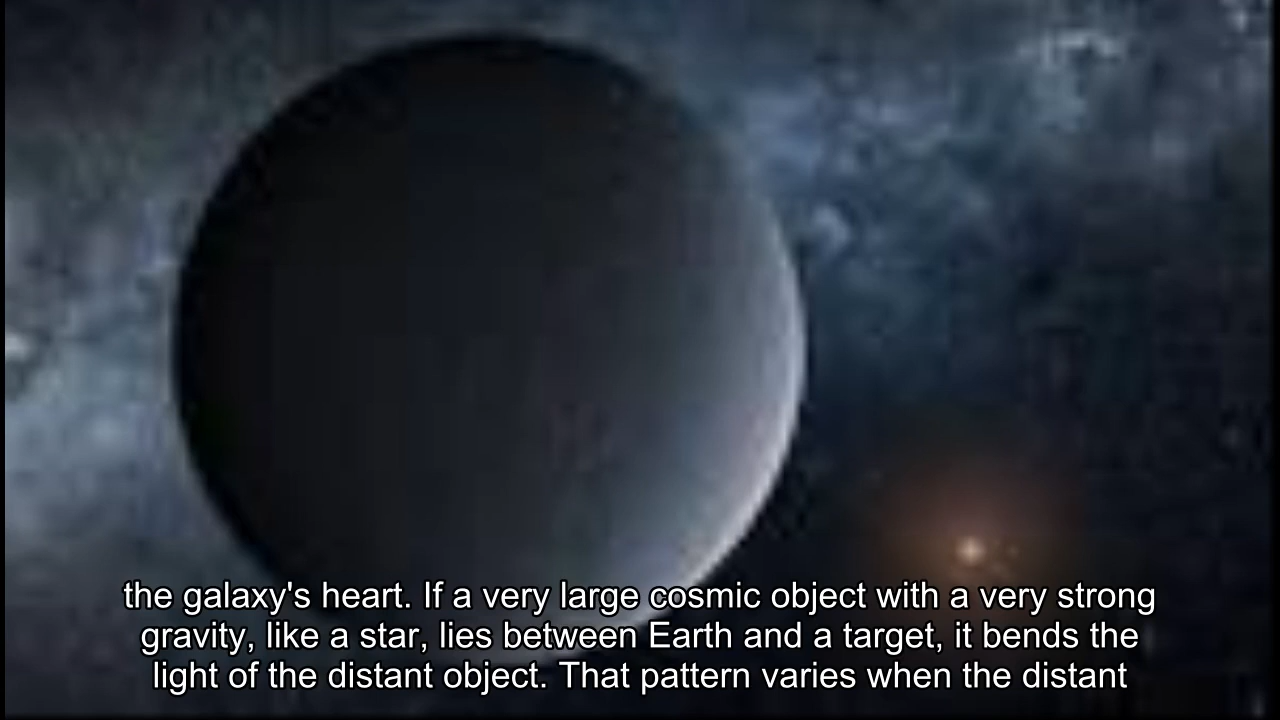 the galaxy's heart. If a very large cosmic object with a very strong
gravity, like a star, lies between Earth and a target, it bends the
light of the distant object. That pattern varies when the distant